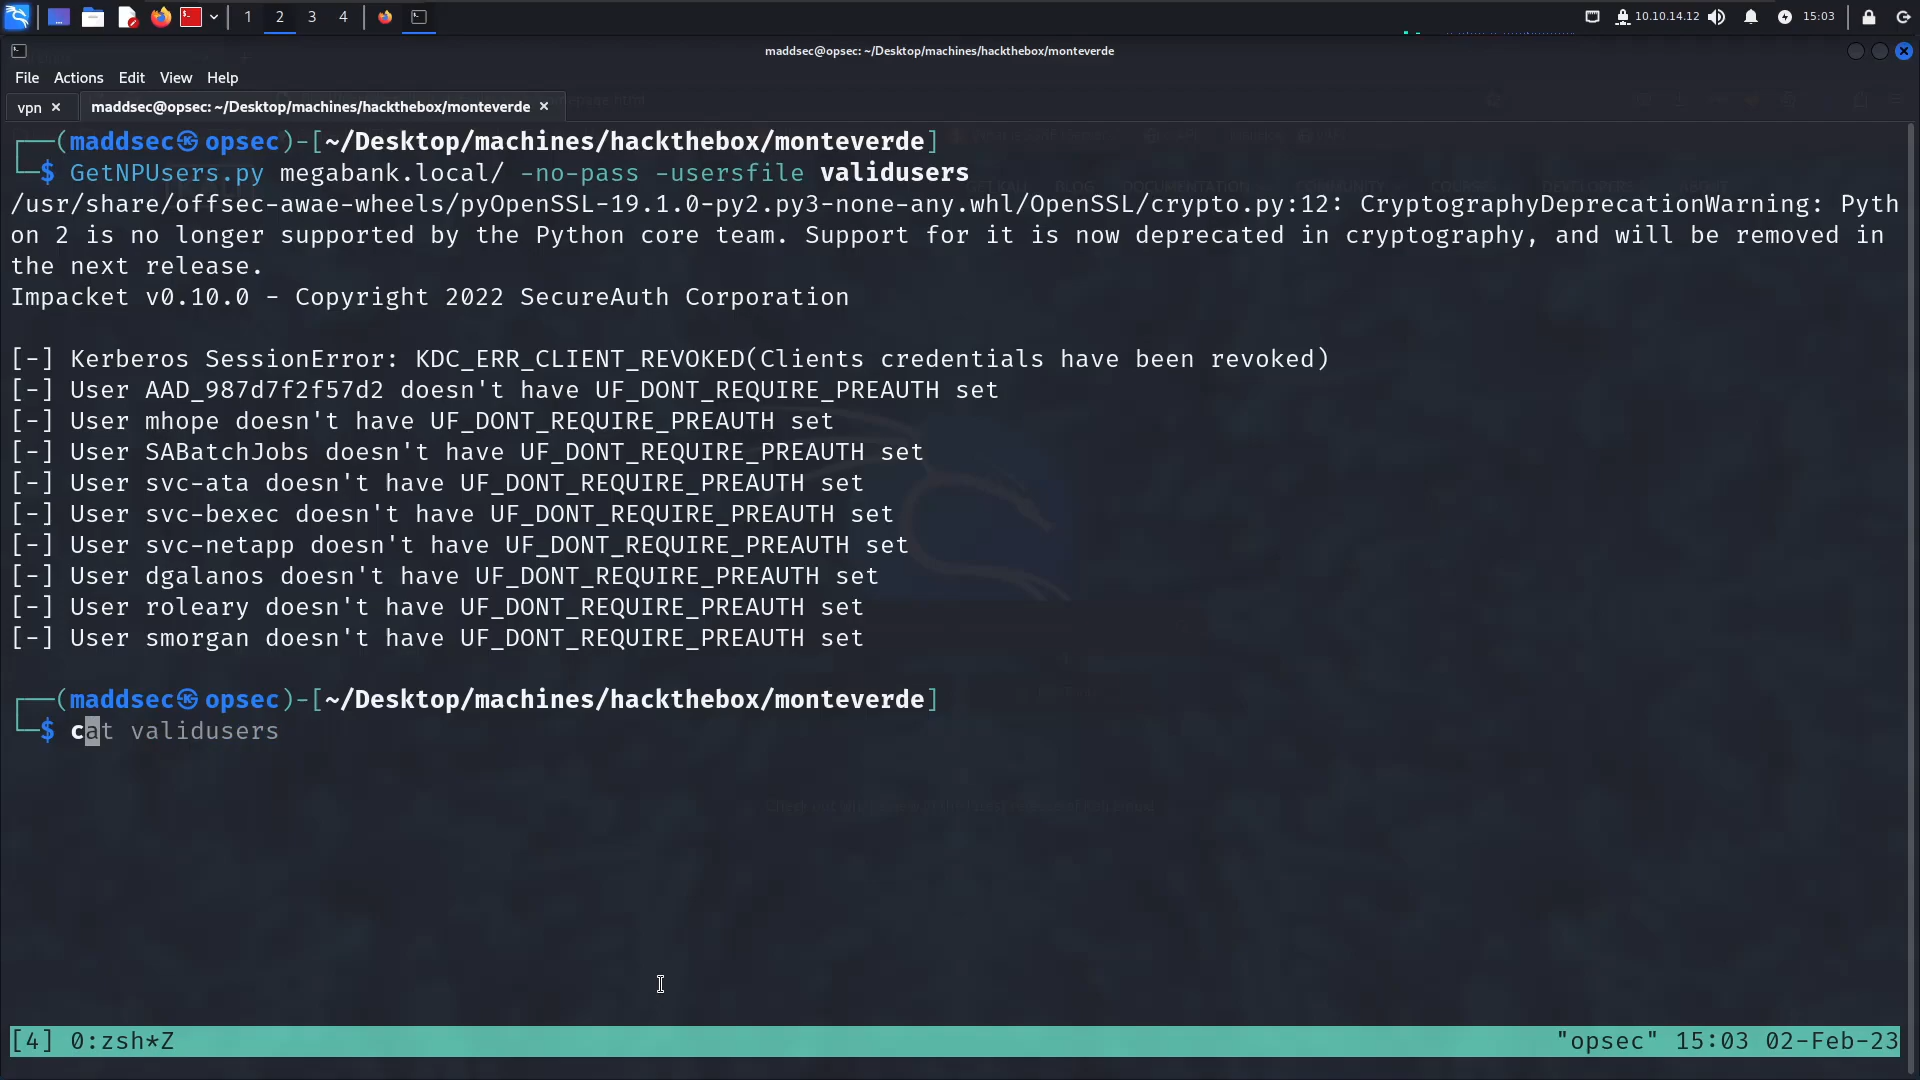 1 2 3 4
10.10.14.12 15:03
maddsec@opsec: ~/Desktop/machines/hackthebox/monteverde
File Actions Edit View Help
vpn × maddsec@opsec: ~/Desktop/machines/hackthebox/monteverde ×
┌──(maddsec㉿opsec)-[~/Desktop/machines/hackthebox/monteverde]
└─$ GetNPUsers.py megabank.local/ -no-pass -usersfile validusers
/usr/share/offsec-awae-wheels/pyOpenSSL-19.1.0-py2.py3-none-any.whl/OpenSSL/crypto.py:12: CryptographyDeprecationWarning: Pyth
on 2 is no longer supported by the Python core team. Support for it is now deprecated in cryptography, and will be removed in
the next release.
Impacket v0.10.0 - Copyright 2022 SecureAuth Corporation
[-] Kerberos SessionError: KDC_ERR_CLIENT_REVOKED(Clients credentials have been revoked)
[-] User AAD_987d7f2f57d2 doesn't have UF_DONT_REQUIRE_PREAUTH set
[-] User mhope doesn't have UF_DONT_REQUIRE_PREAUTH set
[-] User SABatchJobs doesn't have UF_DONT_REQUIRE_PREAUTH set
[-] User svc-ata doesn't have UF_DONT_REQUIRE_PREAUTH set
[-] User svc-bexec doesn't have UF_DONT_REQUIRE_PREAUTH set
[-] User svc-netapp doesn't have UF_DONT_REQUIRE_PREAUTH set
[-] User dgalanos doesn't have UF_DONT_REQUIRE_PREAUTH set
[-] User roleary doesn't have UF_DONT_REQUIRE_PREAUTH set
[-] User smorgan doesn't have UF_DONT_REQUIRE_PREAUTH set
┌──(maddsec㉿opsec)-[~/Desktop/machines/hackthebox/monteverde]
└─$ cat validusers
[4] 0:zsh*Z "opsec" 15:03 02-Feb-23